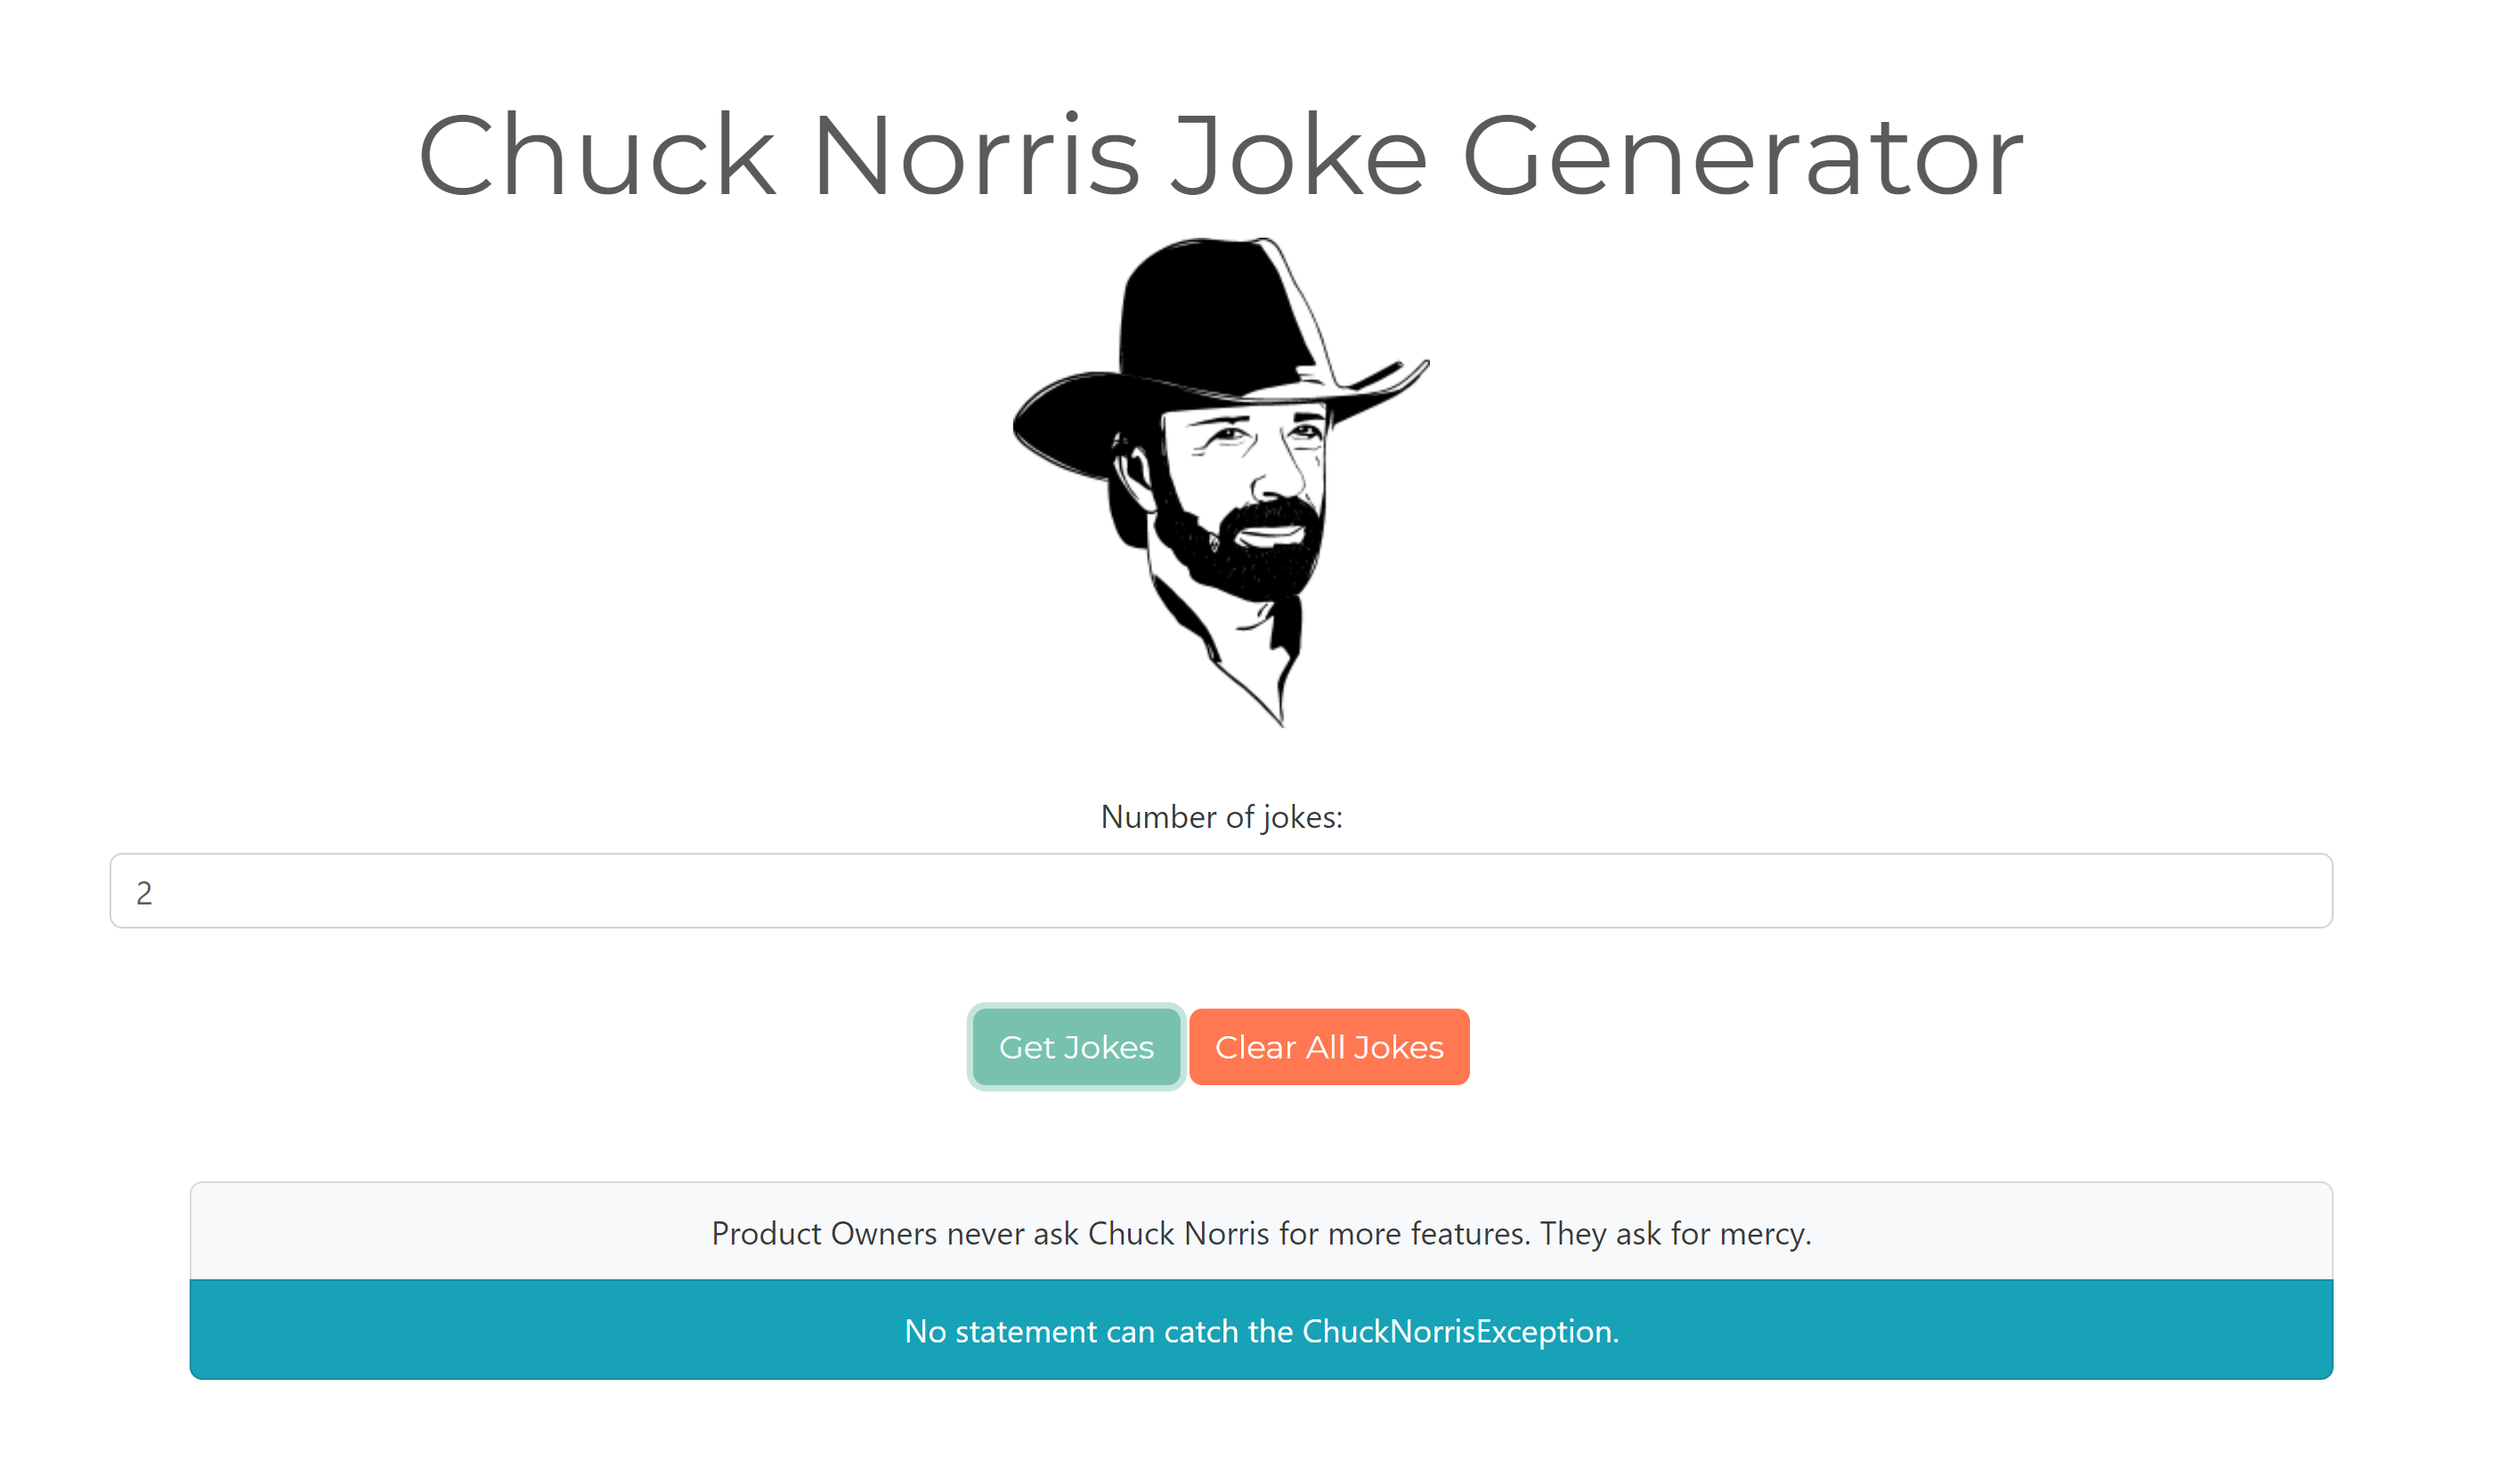 Chuck Norris Joke Generator
Number of jokes:
2
Get Jokes
Clear All Jokes
Product Owners never ask Chuck Norris for more features. They ask for mercy.
No statement can catch the ChuckNorrisException.